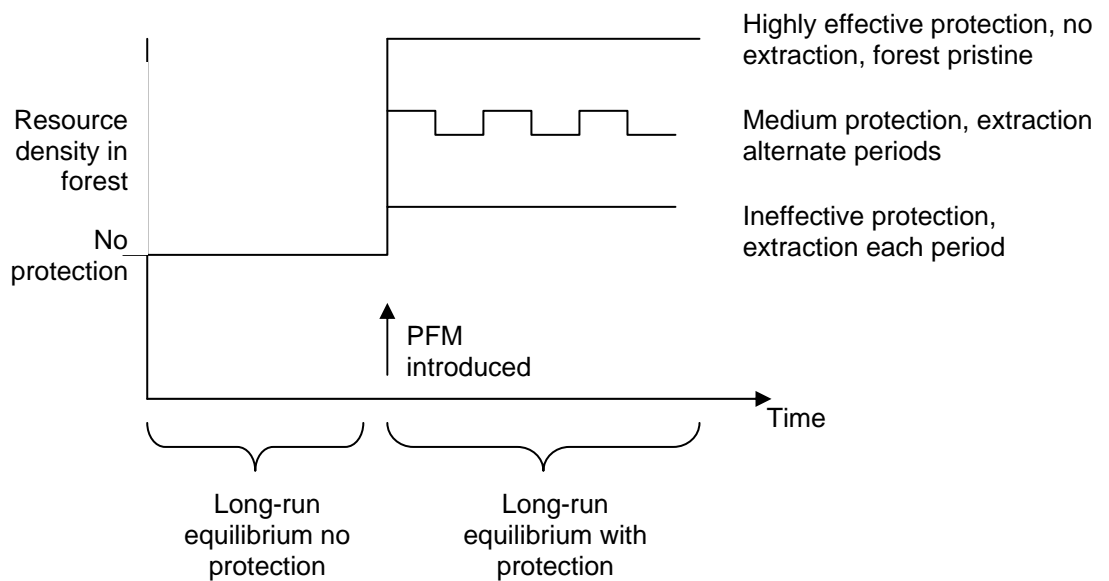 Highly effective protection, no
extraction, forest pristine
Resource
density in
forest
Medium protection, extraction
alternate periods
No
protection
Ineffective protection,
extraction each period
PFM
introduced
Time
Long-run
equilibrium no
protection
Long-run
equilibrium with
protection